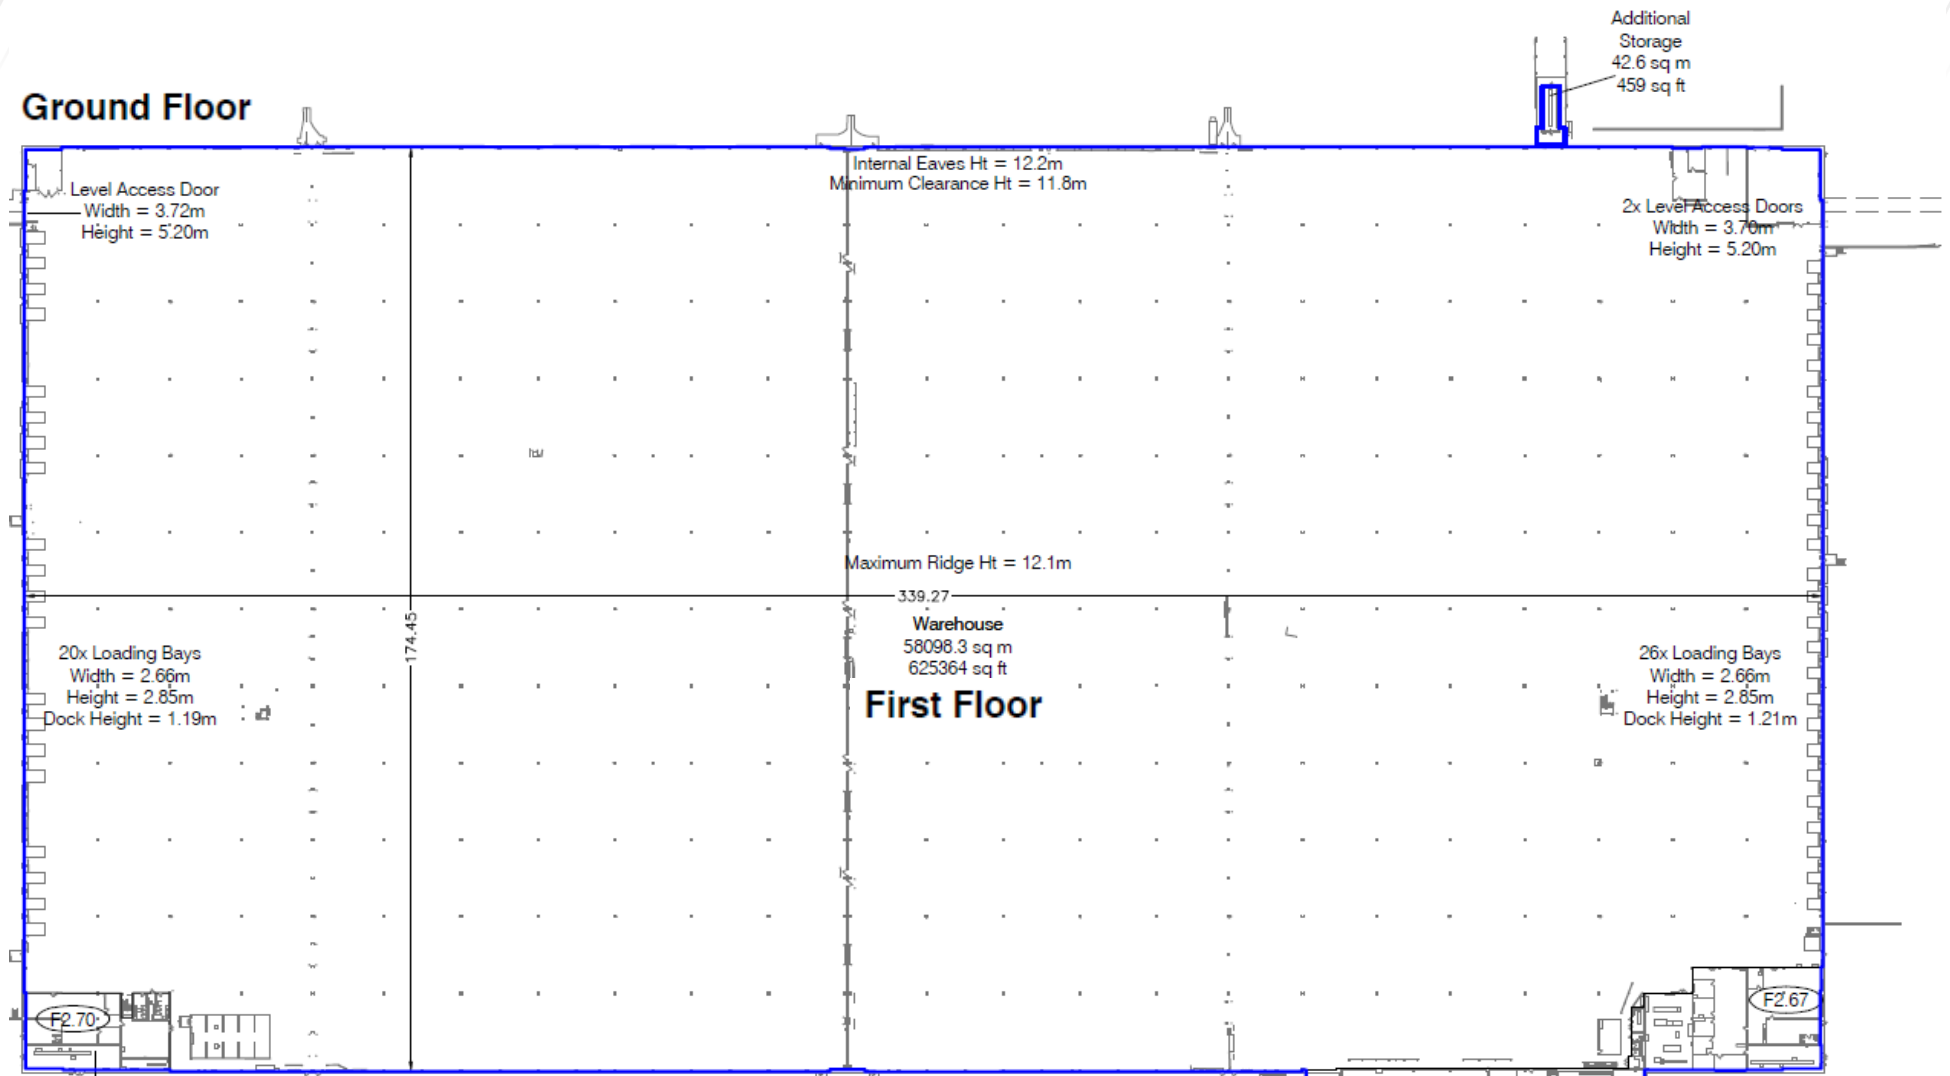 Additional
Storage
42.6 sq m
459 sq ft
Ground Floor
Internal Eaves Ht = 12.2m
Minimum Clearance Ht = 11.8m
Level Access Door
Width = 3.72m
Height = 5.20m
2x Level Access Doors
Width = 3.70m
Height = 5.20m
Maximum Ridge Ht = 12.1m
339.27
174.45
Warehouse
58098.3 sq m
625364 sq ft
20x Loading Bays
Width = 2.66m
Height = 2.85m
Dock Height = 1.19m
26x Loading Bays
Width = 2.66m
Height = 2.85m
Dock Height = 1.21m
First Floor
F2.70
F2.67